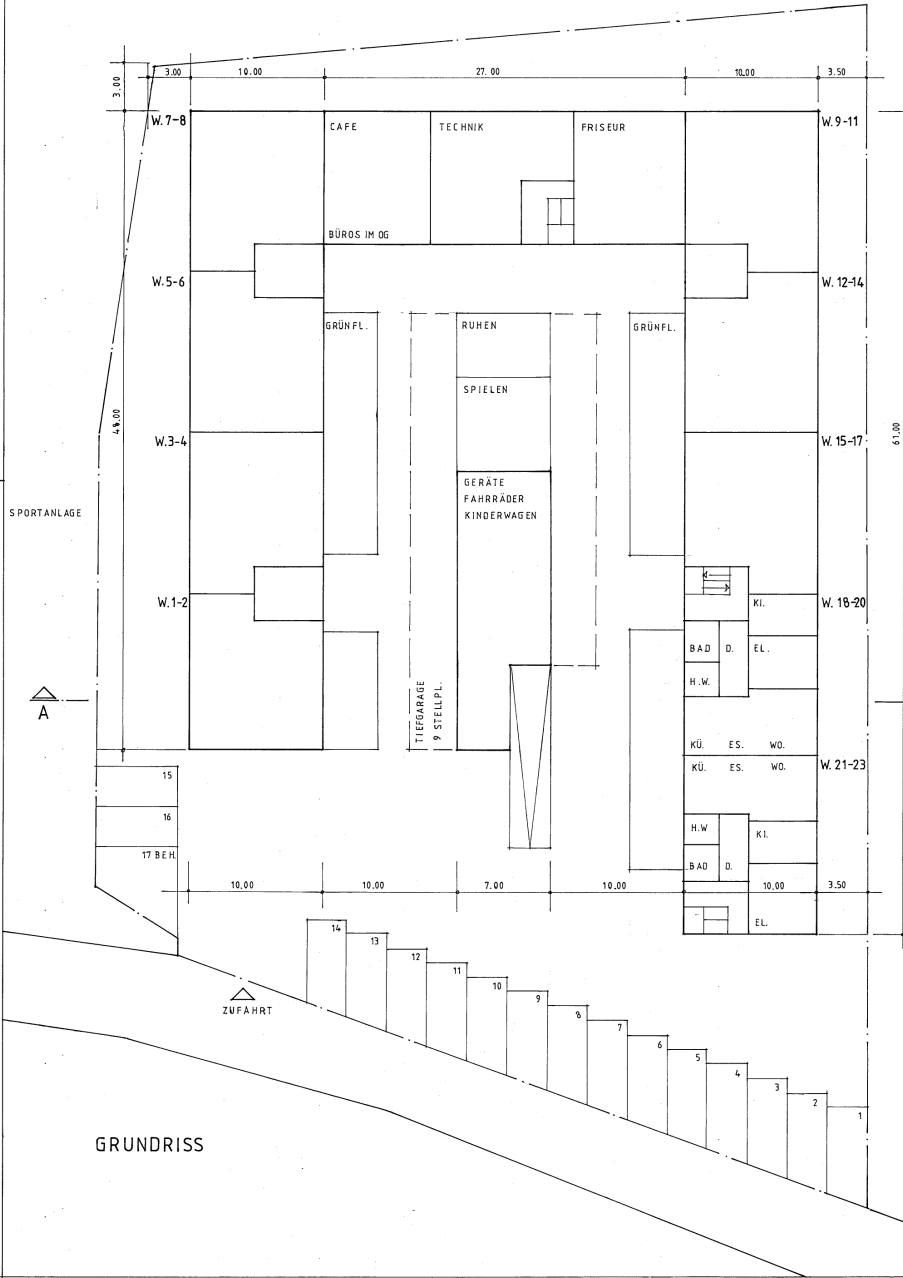 3.00 10.00 27.00 10.00 3.50
3.00
W. 7-8
CAFE
TECHNIK
FRISEUR
W. 9-11
BÜROS IM OG
W. 5-6
W. 12-14
GRÜNFL.
RUHEN
GRÜNFL.
SPIELEN
48.00
61.00
W. 3-4
W. 15-17
GERÄTE
FAHRRÄDER
KINDERWAGEN
SPORTANLAGE
W. 1-2
KI.
W. 18-20
BAD D. EL.
H.W.
A
TIEFGARAGE
9 STELLPL.
KÜ. ES. WO.
KÜ. ES. WO.
W. 21-23
15
16
17 BEH.
H.W
KI.
BAD D.
10,00 10.00 7.00 10.00 10,00 3.50
EL.
14
13
12
11
10
9
8
7
6
5
4
3
2
1
ZUFAHRT
GRUNDRISS